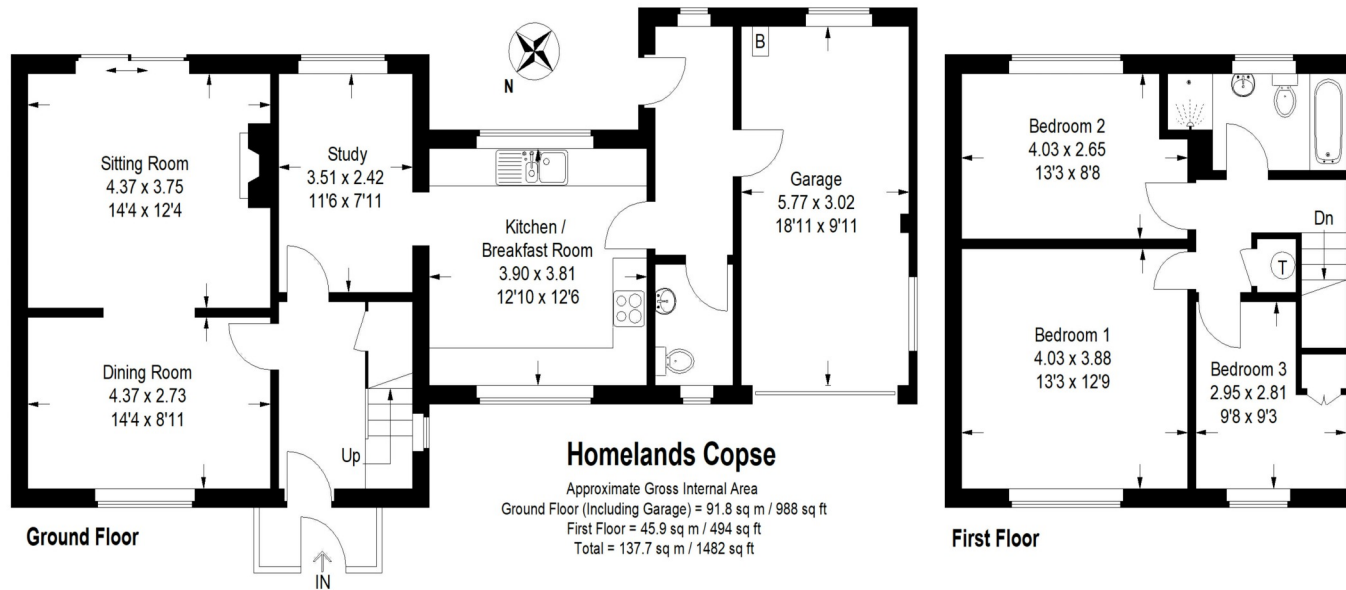 B
N
Sitting Room
4.37 x 3.75
14'4 x 12'4
Study
3.51 x 2.42
11'6 x 7'11
Kitchen /
Breakfast Room
3.90 x 3.81
12'10 x 12'6
Garage
5.77 x 3.02
18'11 x 9'11
Dining Room
4.37 x 2.73
14'4 x 8'11
Up
IN
Ground Floor
Homelands Copse
Approximate Gross Internal Area
Ground Floor (Including Garage) = 91.8 sq m / 988 sq ft
First Floor = 45.9 sq m / 494 sq ft
Total = 137.7 sq m / 1482 sq ft
Bedroom 2
4.03 x 2.65
13'3 x 8'8
Dn
T
Bedroom 1
4.03 x 3.88
13'3 x 12'9
Bedroom 3
2.95 x 2.81
9'8 x 9'3
First Floor